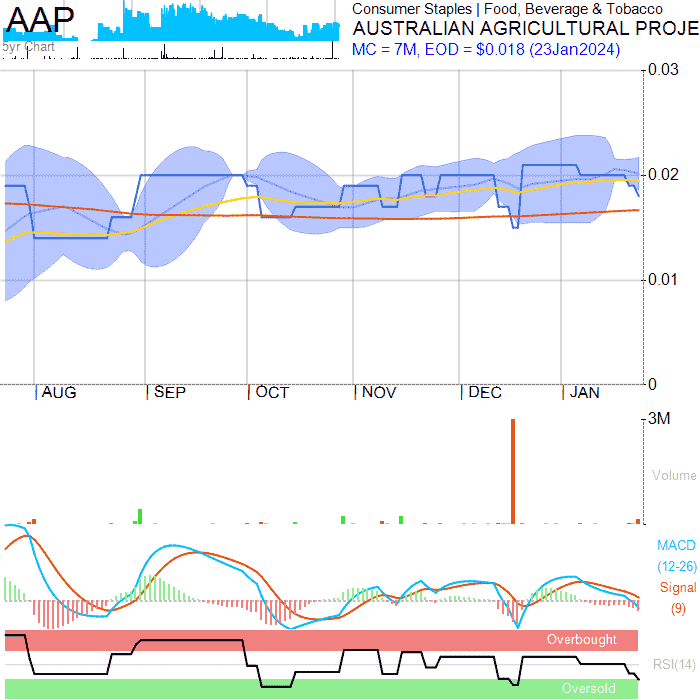 AAP
5yr Chart
Consumer Staples | Food, Beverage & Tobacco
AUSTRALIAN AGRICULTURAL PROJE
MC = 7M, EOD = $0.018 (23Jan2024)
0.03
0.02
0.01
0
AUG SEP OCT NOV DEC JAN
3M
Volume
MACD
(12-26)
Signal
(9)
Overbought
RSI(14)
Oversold